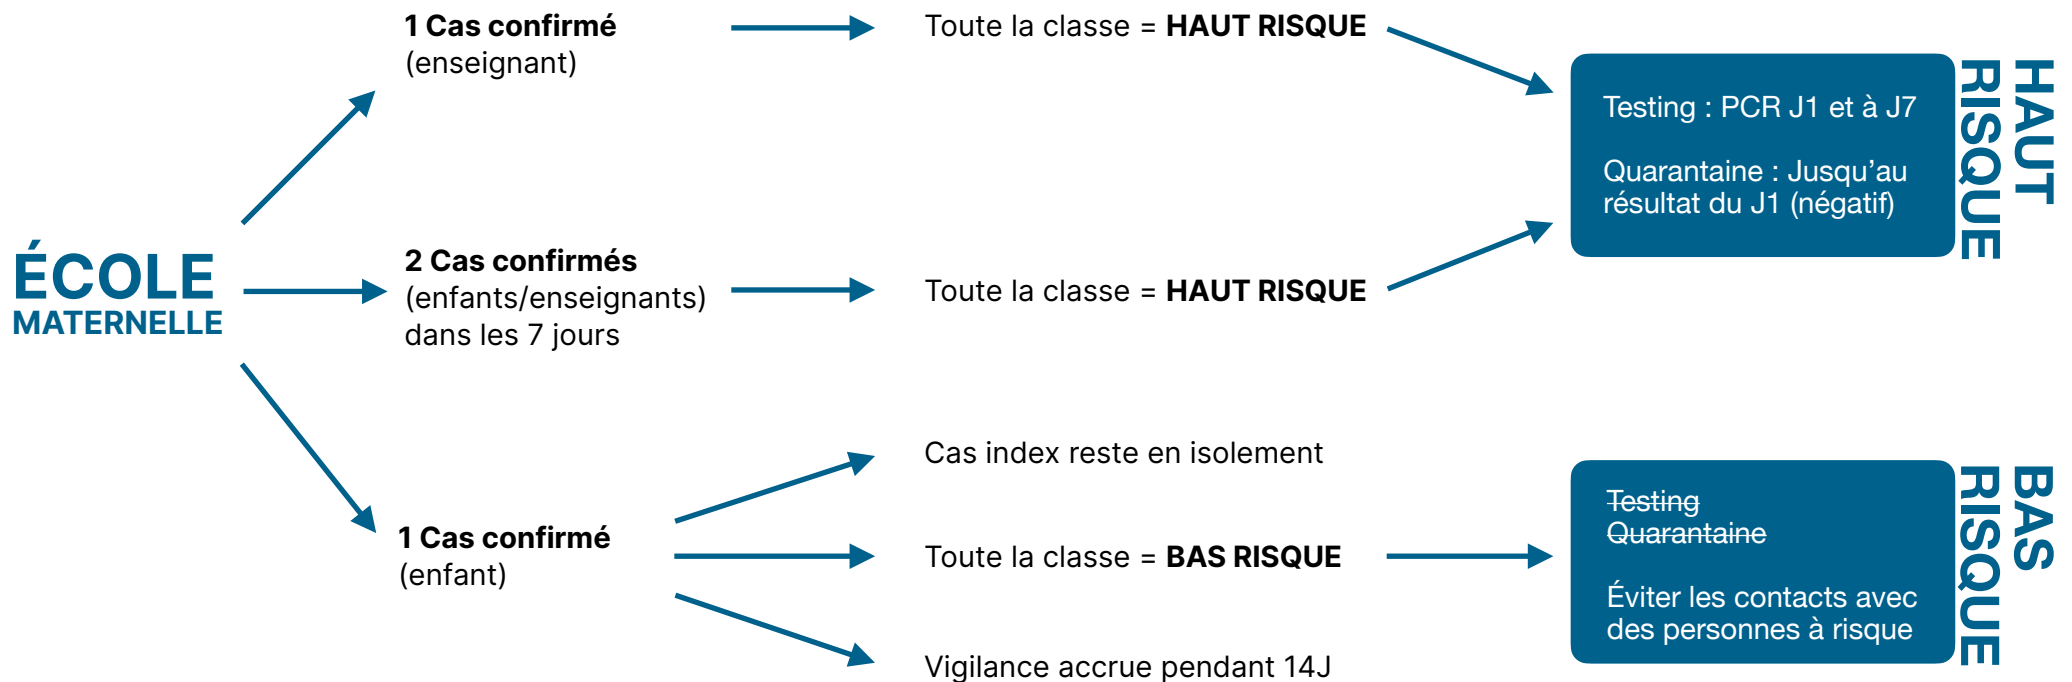 ÉCOLE
MATERNELLE
1 Cas confirmé
(enseignant)
Toute la classe = HAUT RISQUE
2 Cas confirmés
(enfants/enseignants)
dans les 7 jours
Toute la classe = HAUT RISQUE
Testing : PCR J1 et à J7
Quarantaine : Jusqu’au
résultat du J1 (négatif)
HAUT
RISQUE
1 Cas confirmé
(enfant)
Cas index reste en isolement
Toute la classe = BAS RISQUE
Vigilance accrue pendant 14J
Testing
Quarantaine
Éviter les contacts avec
des personnes à risque
BAS
RISQUE